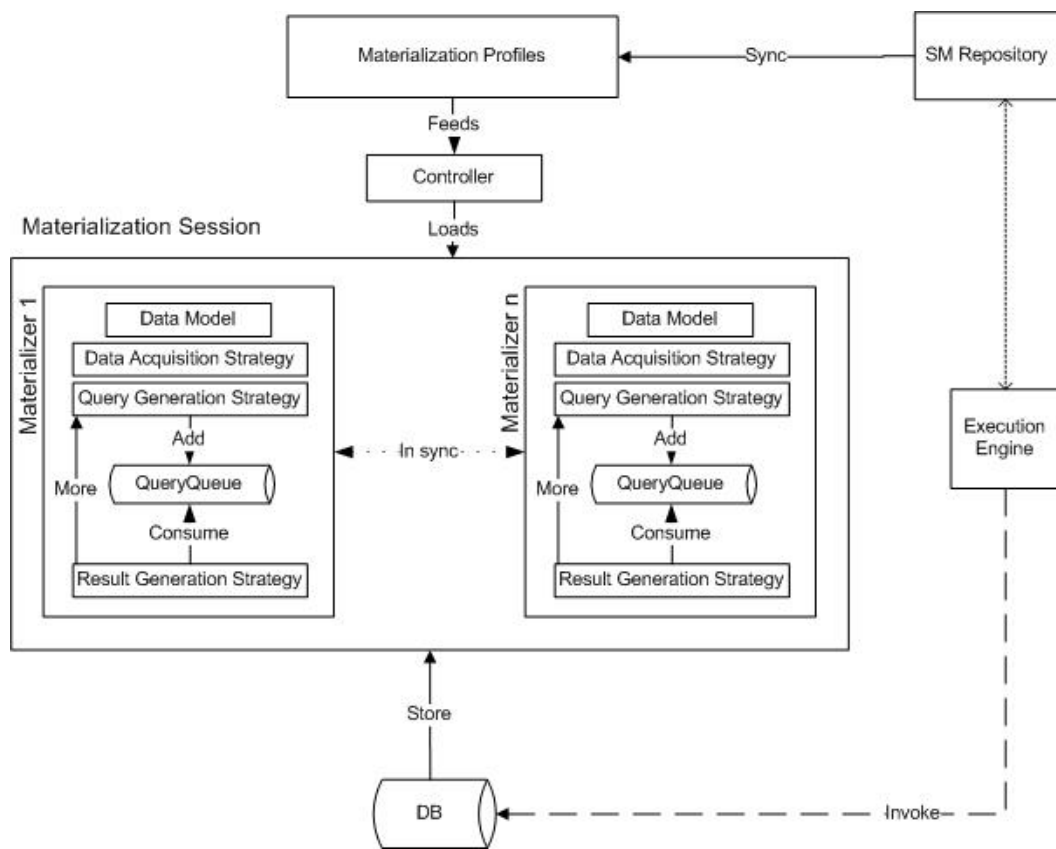 Materialization Profiles
Sync
SM Repository
Feeds
Controller
Materialization Session
Loads
Materializer 1
Data Model
Data Acquisition Strategy
Query Generation Strategy
Add
QueryQueue
More
Consume
Result Generation Strategy
In sync
Materializer n
Data Model
Data Acquisition Strategy
Query Generation Strategy
Add
QueryQueue
More
Consume
Result Generation Strategy
Execution
Engine
Store
DB
Invoke